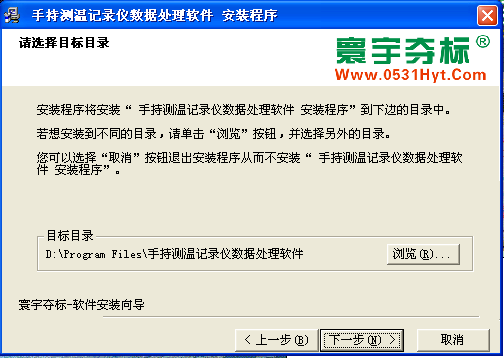 手持测温记录仪数据处理软件 安装程序
请选择目标目录
寰宇夺标®
Www.0531Hyt.Com
安装程序将安装“ 手持测温记录仪数据处理软件 安装程序”到下边的目录中。
若想安装到不同的目录，请单击“浏览”按钮，并选择另外的目录。
您可以选择“取消”按钮退出安装程序从而不安装“ 手持测温记录仪数据处理软
件 安装程序”。
目标目录
D:\Program Files\手持测温记录仪数据处理软件
浏览(R)...
寰宇夺标-软件安装向导
< 上一步(B)
下一步(N) >
取消